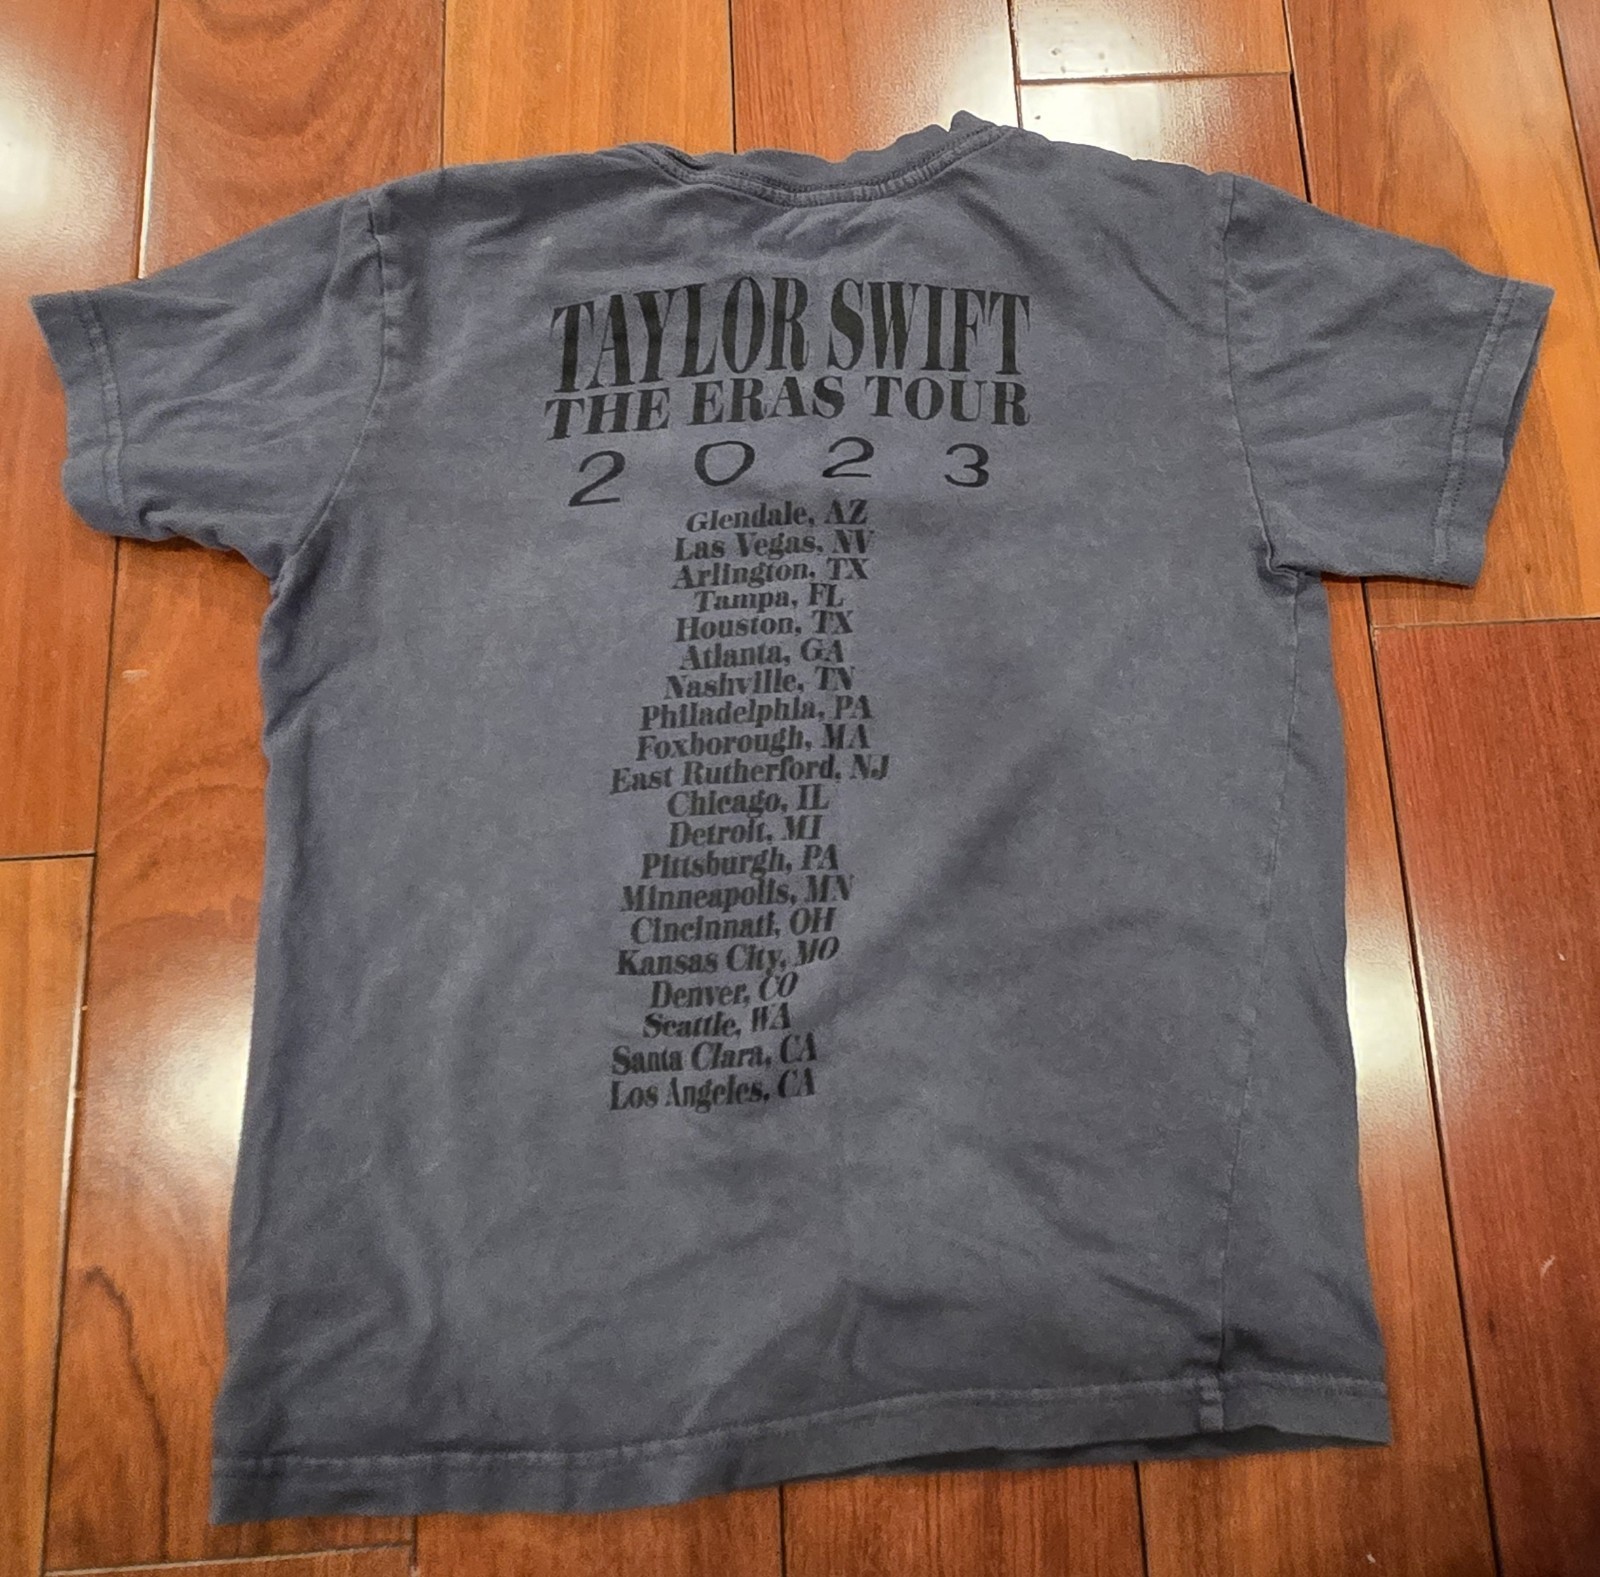 TAYLOR SWIFT
THE ERAS TOUR
2023
Glendale, AZ
Las Vegas, NV
Arlington, TX
Tampa, FL
Houston, TX
Atlanta, GA
Nashville, TN
Philadelphia, PA
Foxborough, MA
East Rutherford, NJ
Chicago, IL
Detroit, MI
Pittsburgh, PA
Minneapolis, MN
Cincinnati, OH
Kansas City, MO
Denver, CO
Seattle, WA
Santa Clara, CA
Los Angeles, CA